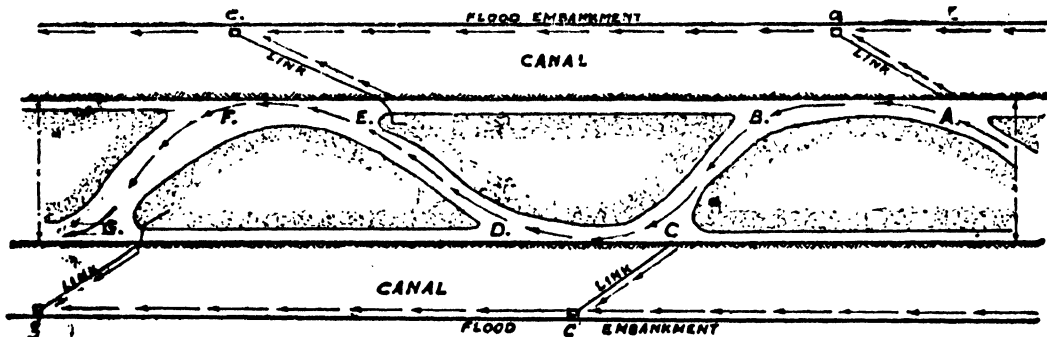 e. FLOOD EMBANKMENT a F.
LINK CANAL LINK
F. E. B. A.
G. D. C
LINK CANAL LINK
FLOOD C EMBANKMENT